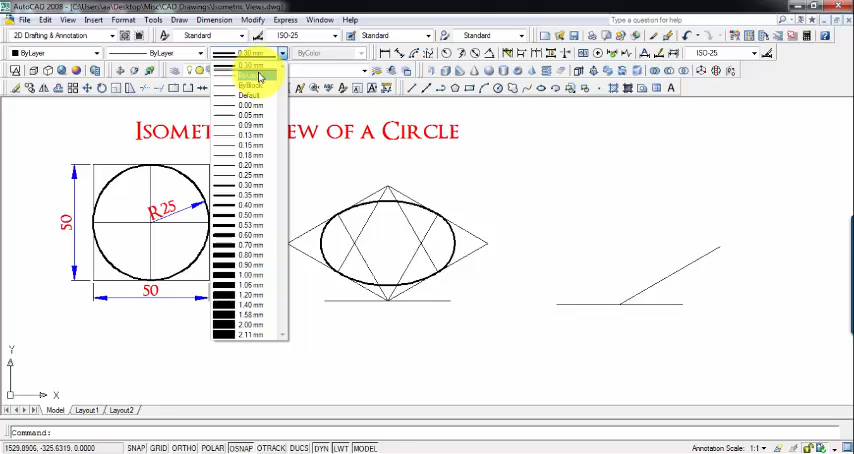 AutoCAD 2008 - [C:\Users\aa\Desktop\Misc\CAD Drawings\Isometric Views.dwg]
File Edit View Insert Format Tools Draw Dimension Modify Express Window Help
2D Drafting & Annotation Standard ISO-25 Standard Standard
ByLayer ByLayer 0.30 mm ByColor ISO-25
0.30 mm
ByBlock
Default
0.00 mm
0.05 mm
0.09 mm
0.13 mm
0.15 mm
0.18 mm
0.20 mm
0.25 mm
0.30 mm
0.35 mm
0.40 mm
0.50 mm
0.53 mm
0.60 mm
0.70 mm
0.80 mm
0.90 mm
1.00 mm
1.05 mm
1.20 mm
1.40 mm
1.58 mm
2.00 mm
2.11 mm
ISOMET EW OF A CIRCLE
50
R25
50
Y
X
Model Layout1 Layout2
Command:
1529.8906, -325.6319, 0.0000 SNAP GRID ORTHO POLAR OSNAP OTRACK DUCS DYN LWT MODEL Annotation Scale: 1:1